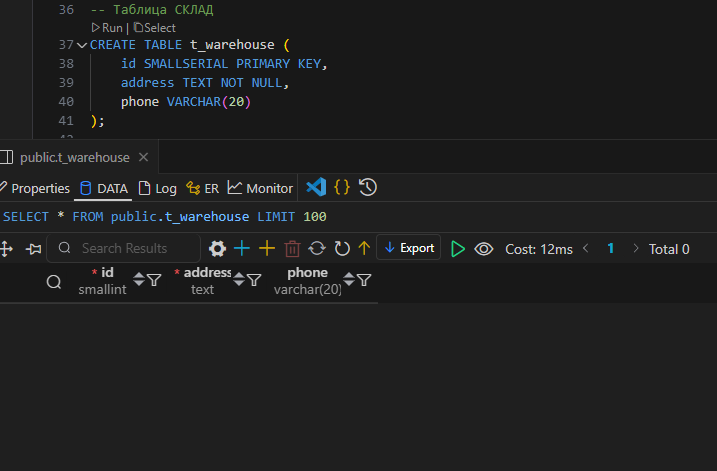 36 -- Таблица СКЛАД
Run | Select
37 CREATE TABLE t_warehouse (
38 id SMALLSERIAL PRIMARY KEY,
39 address TEXT NOT NULL,
40 phone VARCHAR(20)
41 );
public.t_warehouse
Properties DATA Log ER Monitor {}
SELECT * FROM public.t_warehouse LIMIT 100
Search Results Export Cost: 12ms < 1 > Total 0
* id * address phone
smallint text varchar(20)